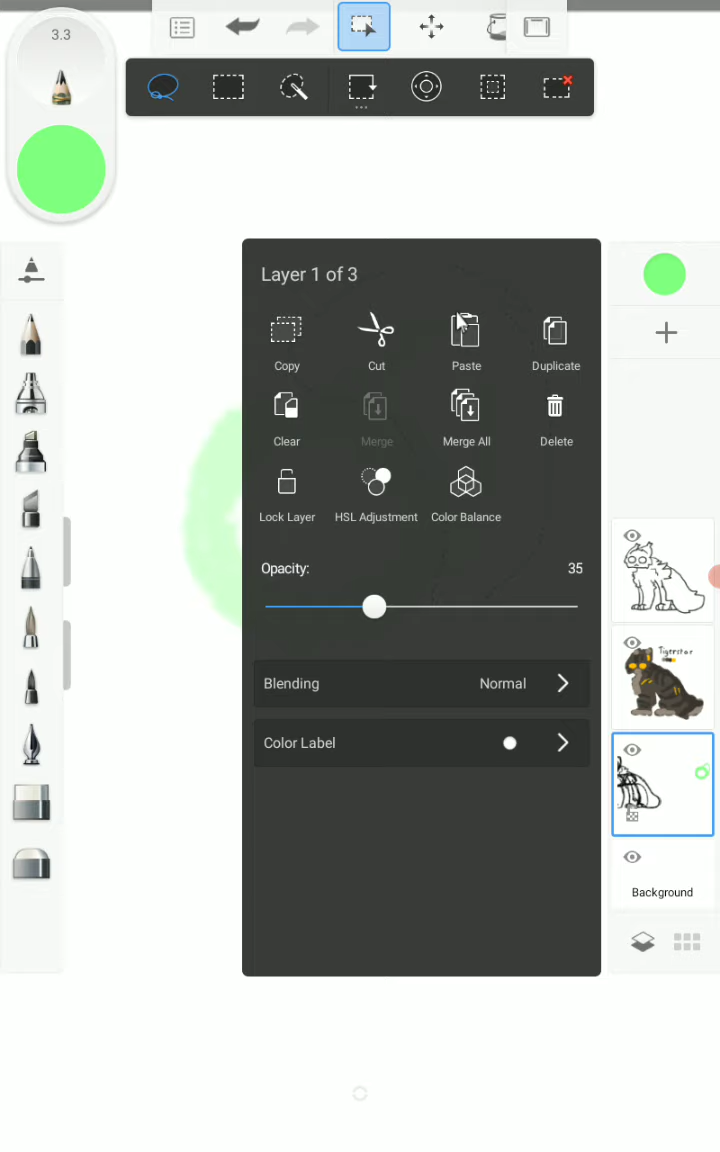 3.3
Layer 1 of 3
Copy
Cut
Paste
Duplicate
Clear
Merge
Merge All
Delete
Lock Layer
HSL Adjustment
Color Balance
Opacity:
35
Blending
Normal
Color Label
Tigerstar
Background